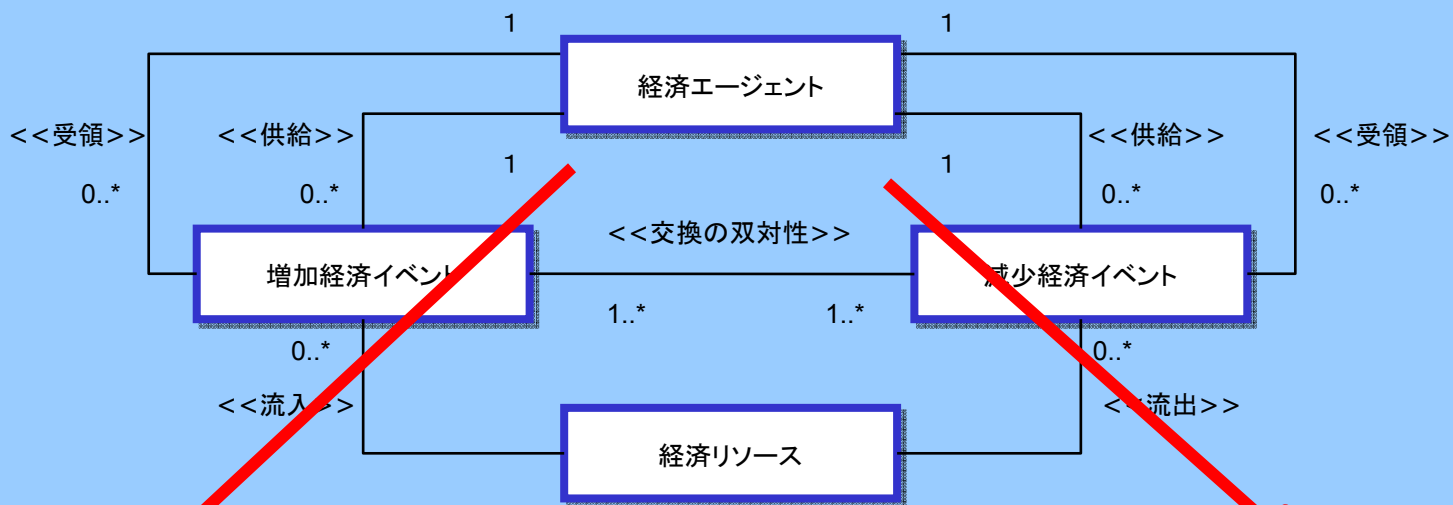 1 1
経済エージェント
<<受領>> <<供給>> <<供給>> <<受領>>
1 1
0..* 0..* 0..* 0..*
<<交換の双対性>>
増加経済イベント 減少経済イベント
1..* 1..*
0..* 0..*
<<流入>> <<流出>>
経済リソース